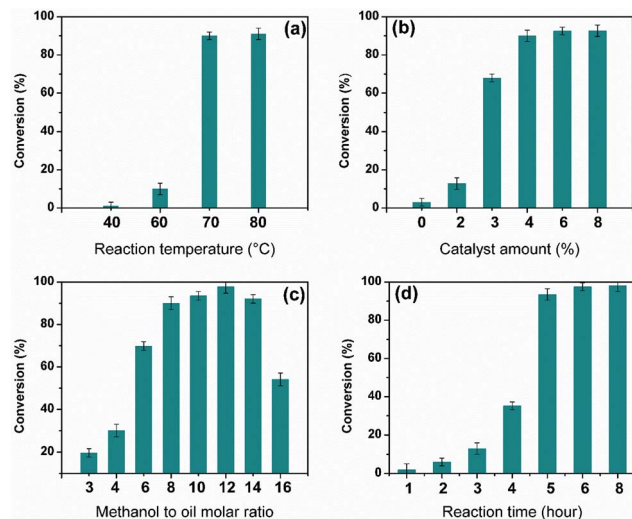 (a)
Conversion (%)
100
80
60
40
20
0
40 60 70 80
Reaction temperature (°C)
(b)
Conversion (%)
100
80
60
40
20
0
0 2 3 4 6 8
Catalyst amount (%)
(c)
Conversion (%)
100
80
60
40
20
3 4 6 8 10 12 14 16
Methanol to oil molar ratio
(d)
Conversion (%)
100
80
60
40
20
0
1 2 3 4 5 6 8
Reaction time (hour)